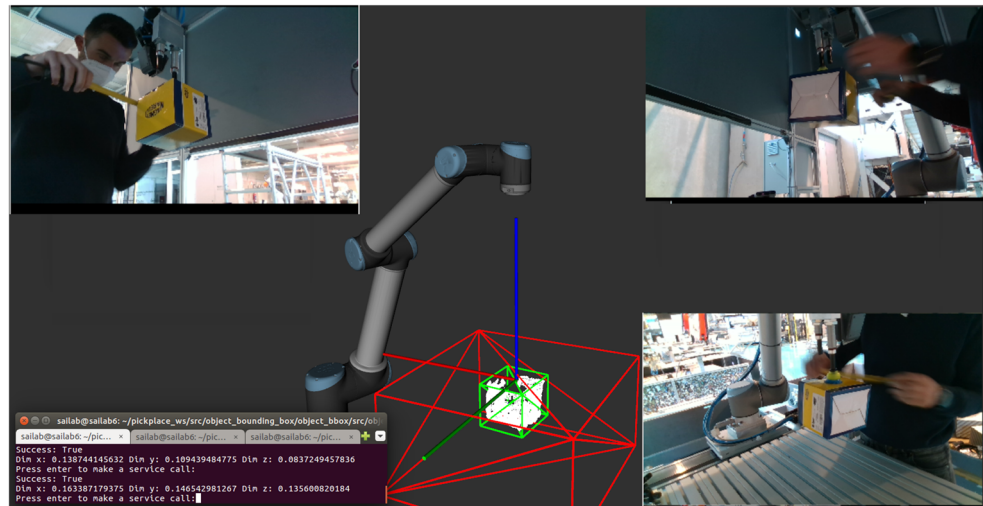 sailab@sailab6: ~/pickplace_ws/src/object_bounding_box/object_bbox/src/ob
sailab@sailab6: ~/pic... × sailab@sailab6: ~/pic... × sailab@sailab6: ~/pic... ×
Success: True
Dim x: 0.138744145632 Dim y: 0.109439484775 Dim z: 0.0837249457836
Press enter to make a service call:
Success: True
Dim x: 0.163387179375 Dim y: 0.146542981267 Dim z: 0.135600820184
Press enter to make a service call: